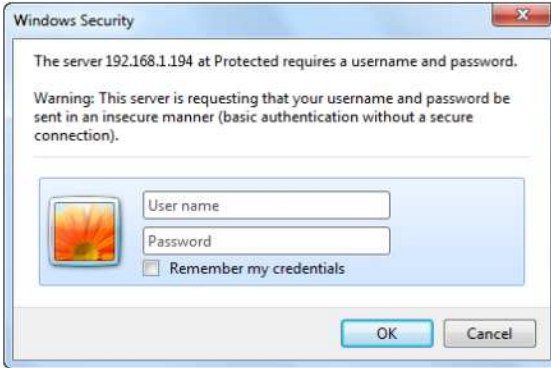 Windows Security
The server 192.168.1.194 at Protected requires a username and password.
Warning: This server is requesting that your username and password be
sent in an insecure manner (basic authentication without a secure
connection).
User name
Password
Remember my credentials
OK
Cancel